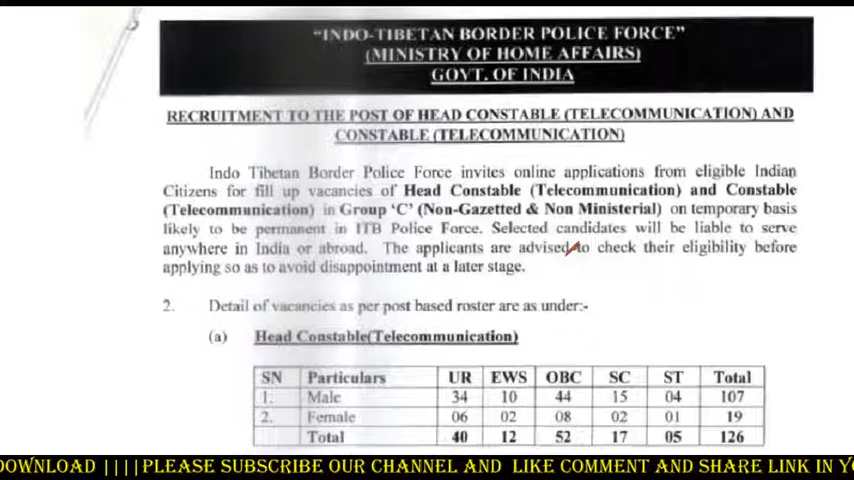 "INDO-TIBETAN BORDER POLICE FORCE"
(MINISTRY OF HOME AFFAIRS)
GOVT. OF INDIA
RECRUITMENT TO THE POST OF HEAD CONSTABLE (TELECOMMUNICATION) AND
CONSTABLE (TELECOMMUNICATION)
Indo Tibetan Border Police Force invites online applications from eligible Indian
Citizens for fill up vacancies of Head Constable (Telecommunication) and Constable
(Telecommunication) in Group 'C' (Non-Gazetted & Non Ministerial) on temporary basis
likely to be permanent in ITB Police Force. Selected candidates will be liable to serve
anywhere in India or abroad. The applicants are advised to check their eligibility before
applying so as to avoid disappointment at a later stage.
2. Detail of vacancies as per post based roster are as under:-
(a) Head Constable(Telecommunication)
SN Particulars UR EWS OBC SC ST Total
1. Male 34 10 44 15 04 107
2. Female 06 02 08 02 01 19
Total 40 12 52 17 05 126
DOWNLOAD ||||PLEASE SUBSCRIBE OUR CHANNEL AND LIKE COMMENT AND SHARE LINK IN